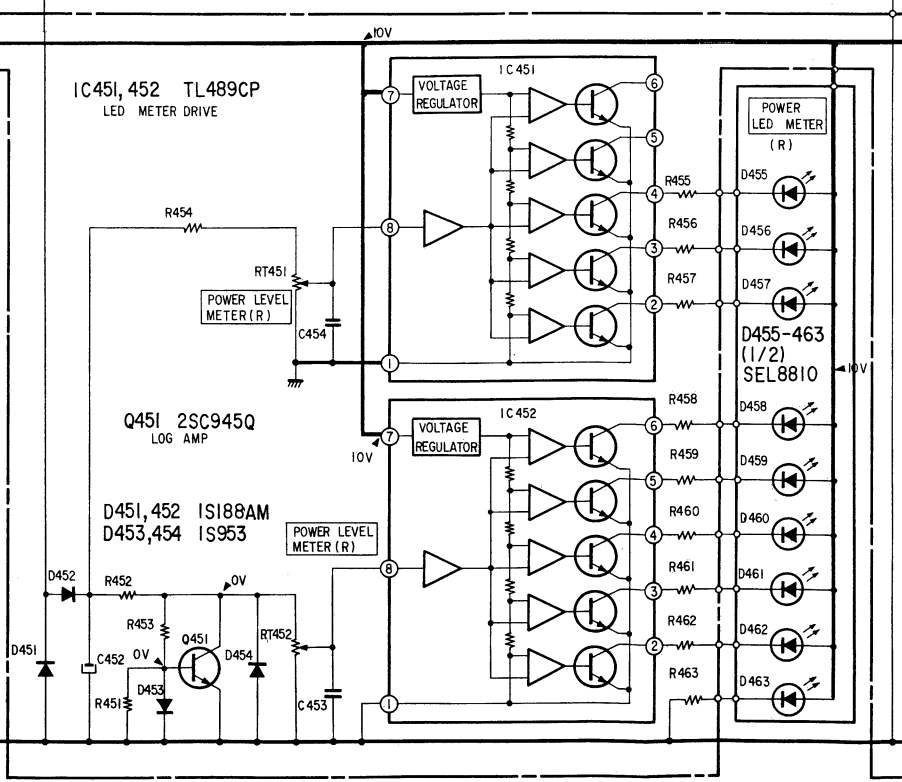 10V
IC451, 452 TL489CP
LED METER DRIVE
IC451
7
VOLTAGE
REGULATOR
6
5
4
3
2
8
1
POWER
LED METER
(R)
R454
RT451
POWER LEVEL
METER(R)
C454
R455
R456
R457
D455
D456
D457
D455-463
(1/2)
SEL8810
10V
Q451 2SC945Q
LOG AMP
D451,452 1S188AM
D453,454 1S953
IC452
7
10V
VOLTAGE
REGULATOR
6
5
4
3
2
8
1
POWER LEVEL
METER(R)
R458
R459
R460
R461
R462
R463
D458
D459
D460
D461
D462
D463
D452
R452
0V
R453
Q451
D454
RT452
D451
C452
0V
D453
R451
C453